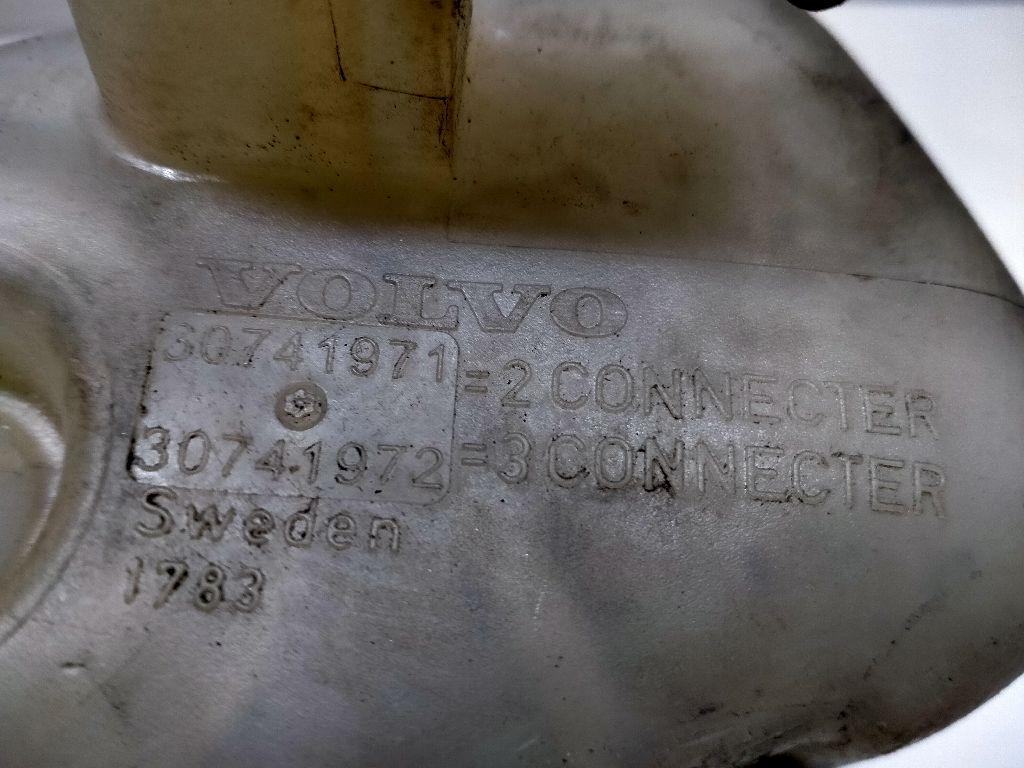 VOLVO
30741971 = 2 CONNECTER
30741972 = 3 CONNECTER
Sweden
1783